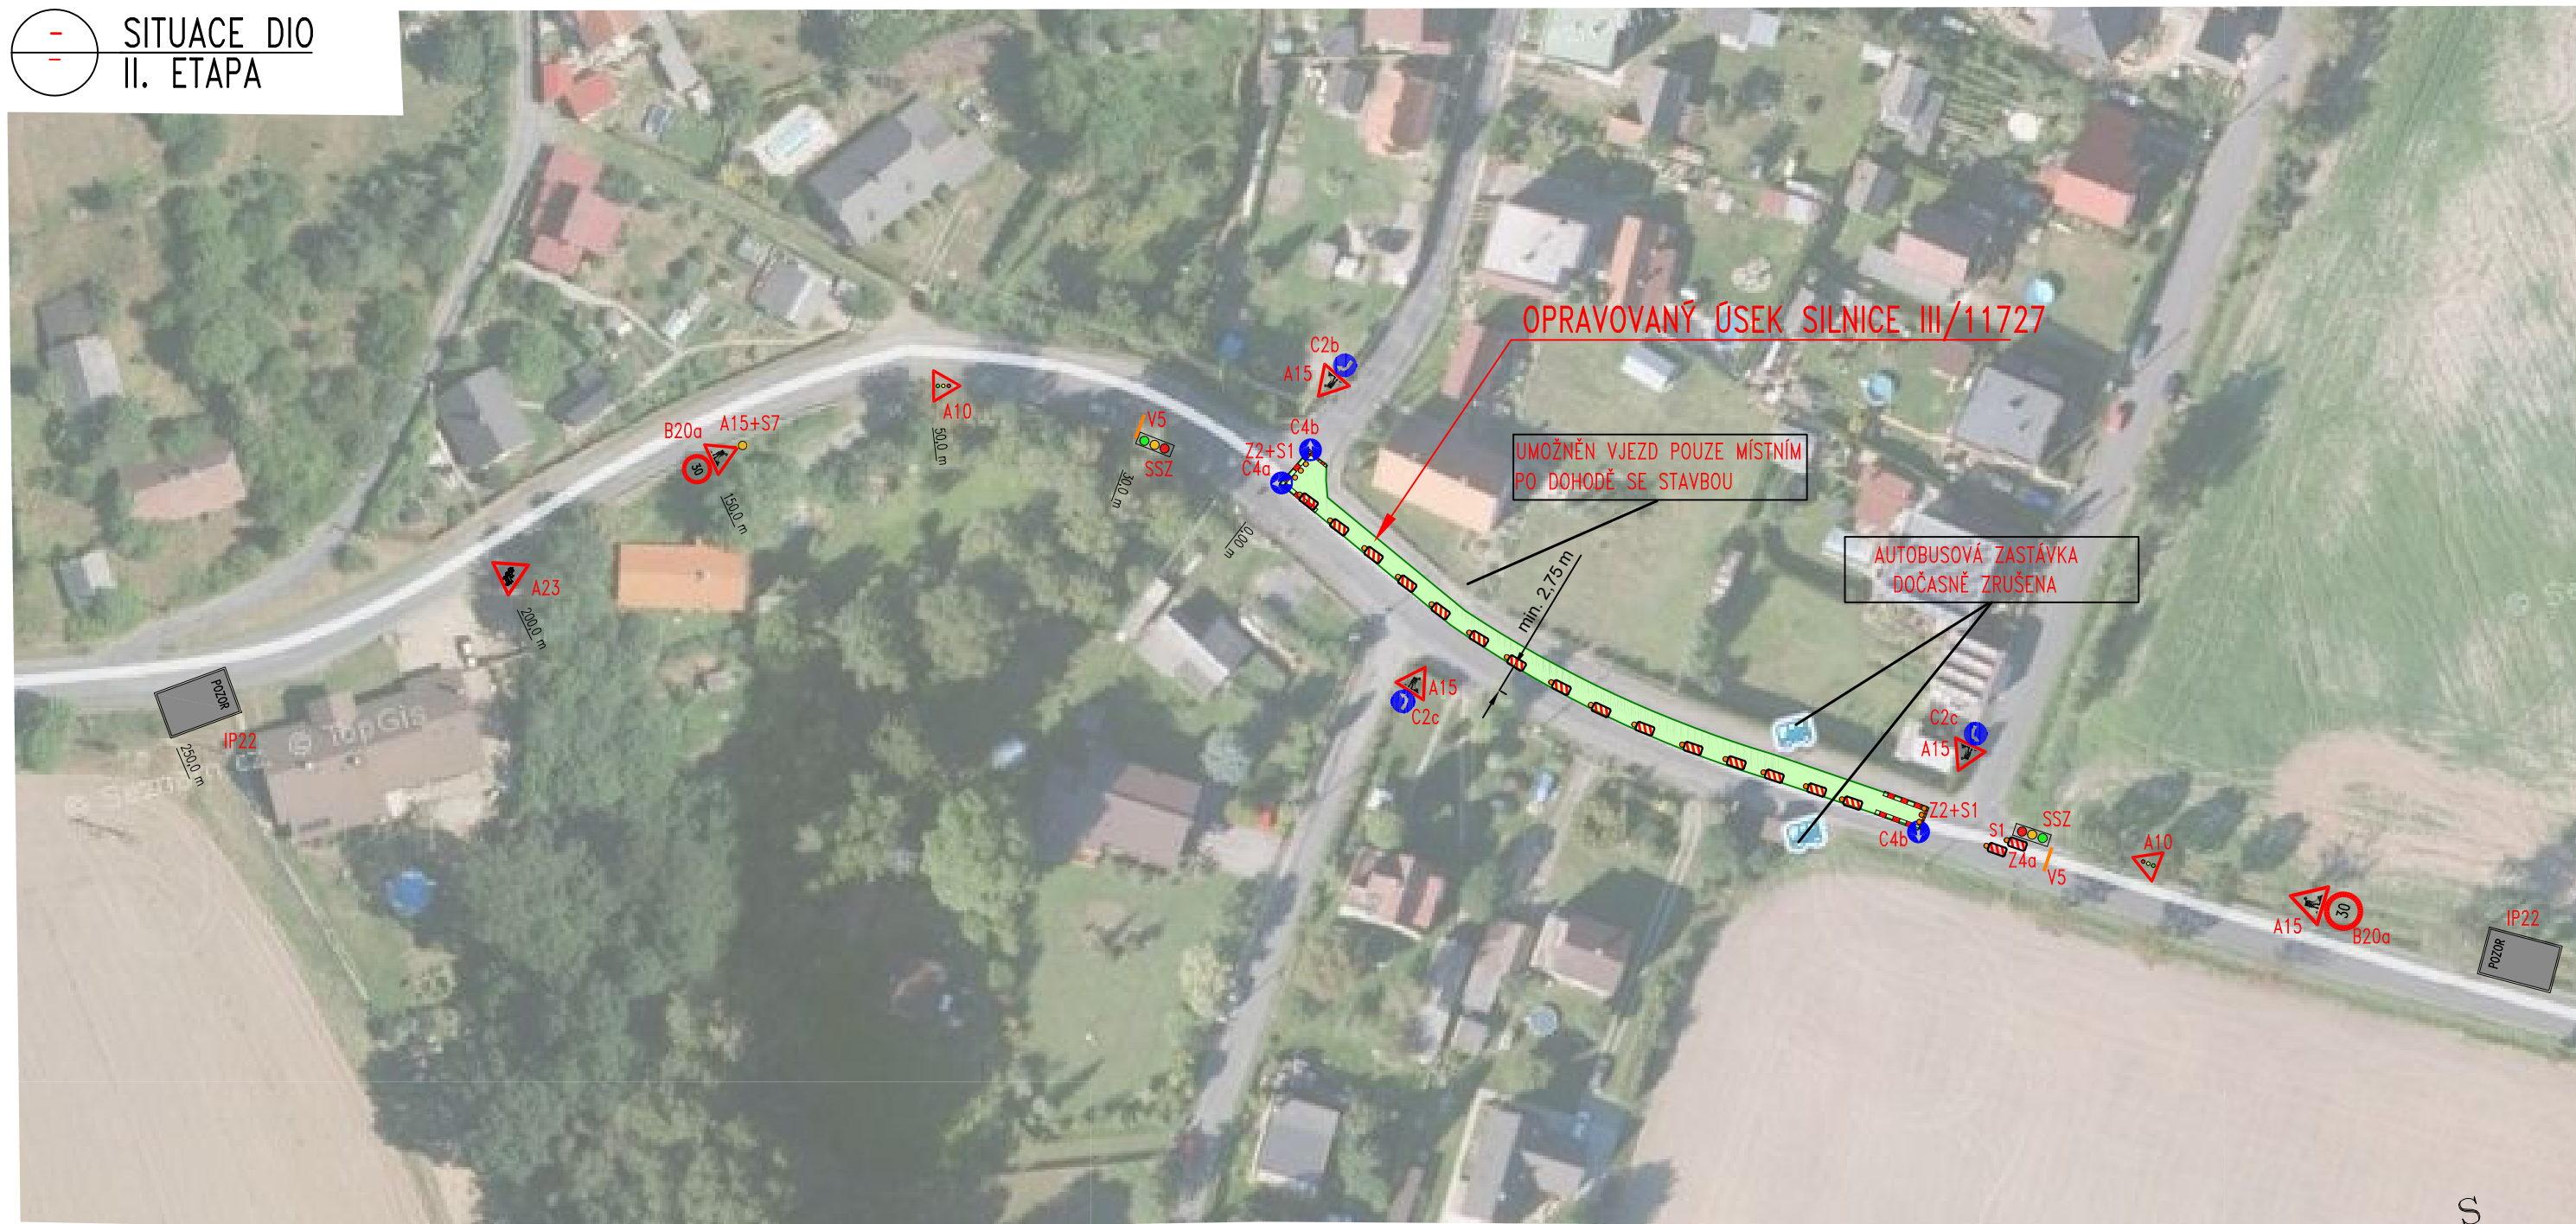 SITUACE DIO
II. ETAPA
OPRAVOVANÝ ÚSEK SILNICE III/11727
C2b
A15
B20a
A15+S7
30
150,0 m
A10
50,0 m
V5
SSZ
30,0 m
C4b
Z2+S1
C4a
0,00 m
UMOŽNĚN VJEZD POUZE MÍSTNÍM
PO DOHODĚ SE STAVBOU
AUTOBUSOVÁ ZASTÁVKA
DOČASNĚ ZRUŠENA
min. 2,75 m
A23
200,0 m
POZOR
IP22
250,0 m
© TopGis
A15
C2c
C2c
A15
Z2+S1
C4b
S1
SSZ
Z4a
V5
A10
A15
30
B20a
IP22
POZOR
S